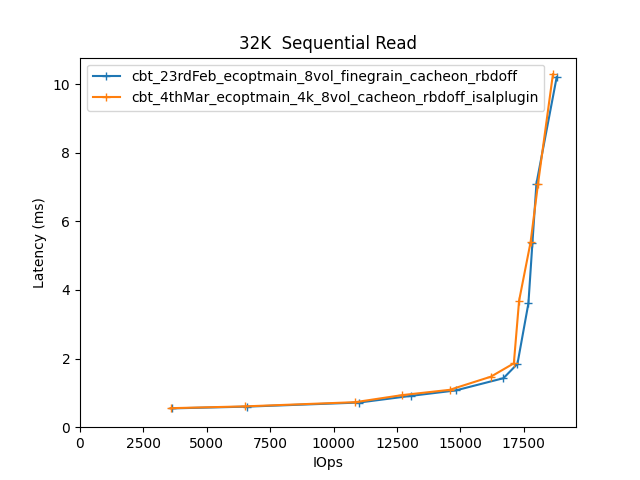 32K  Sequential Read
cbt_23rdFeb_ecoptmain_8vol_finegrain_cacheon_rbdoff
cbt_4thMar_ecoptmain_4k_8vol_cacheon_rbdoff_isalplugin
Latency (ms)
10
8
6
4
2
0
0 2500 5000 7500 10000 12500 15000 17500
IOps